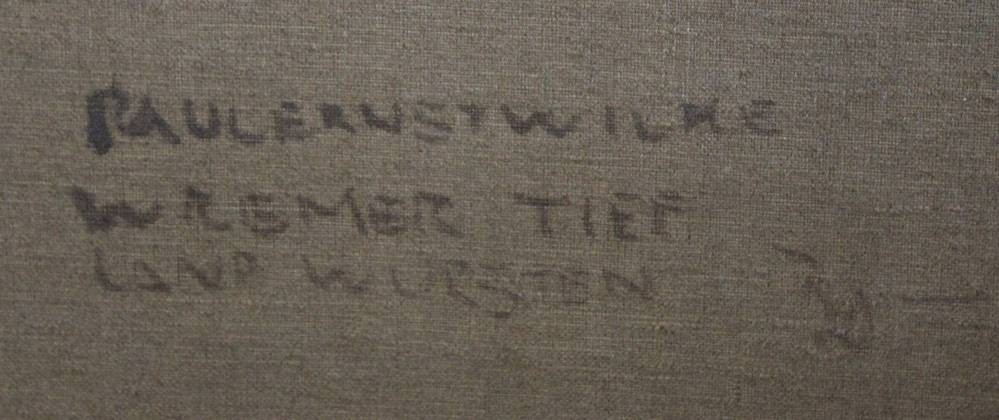 PAULERNSTWILKE
WREMER TIEF
LAND WURSTEN